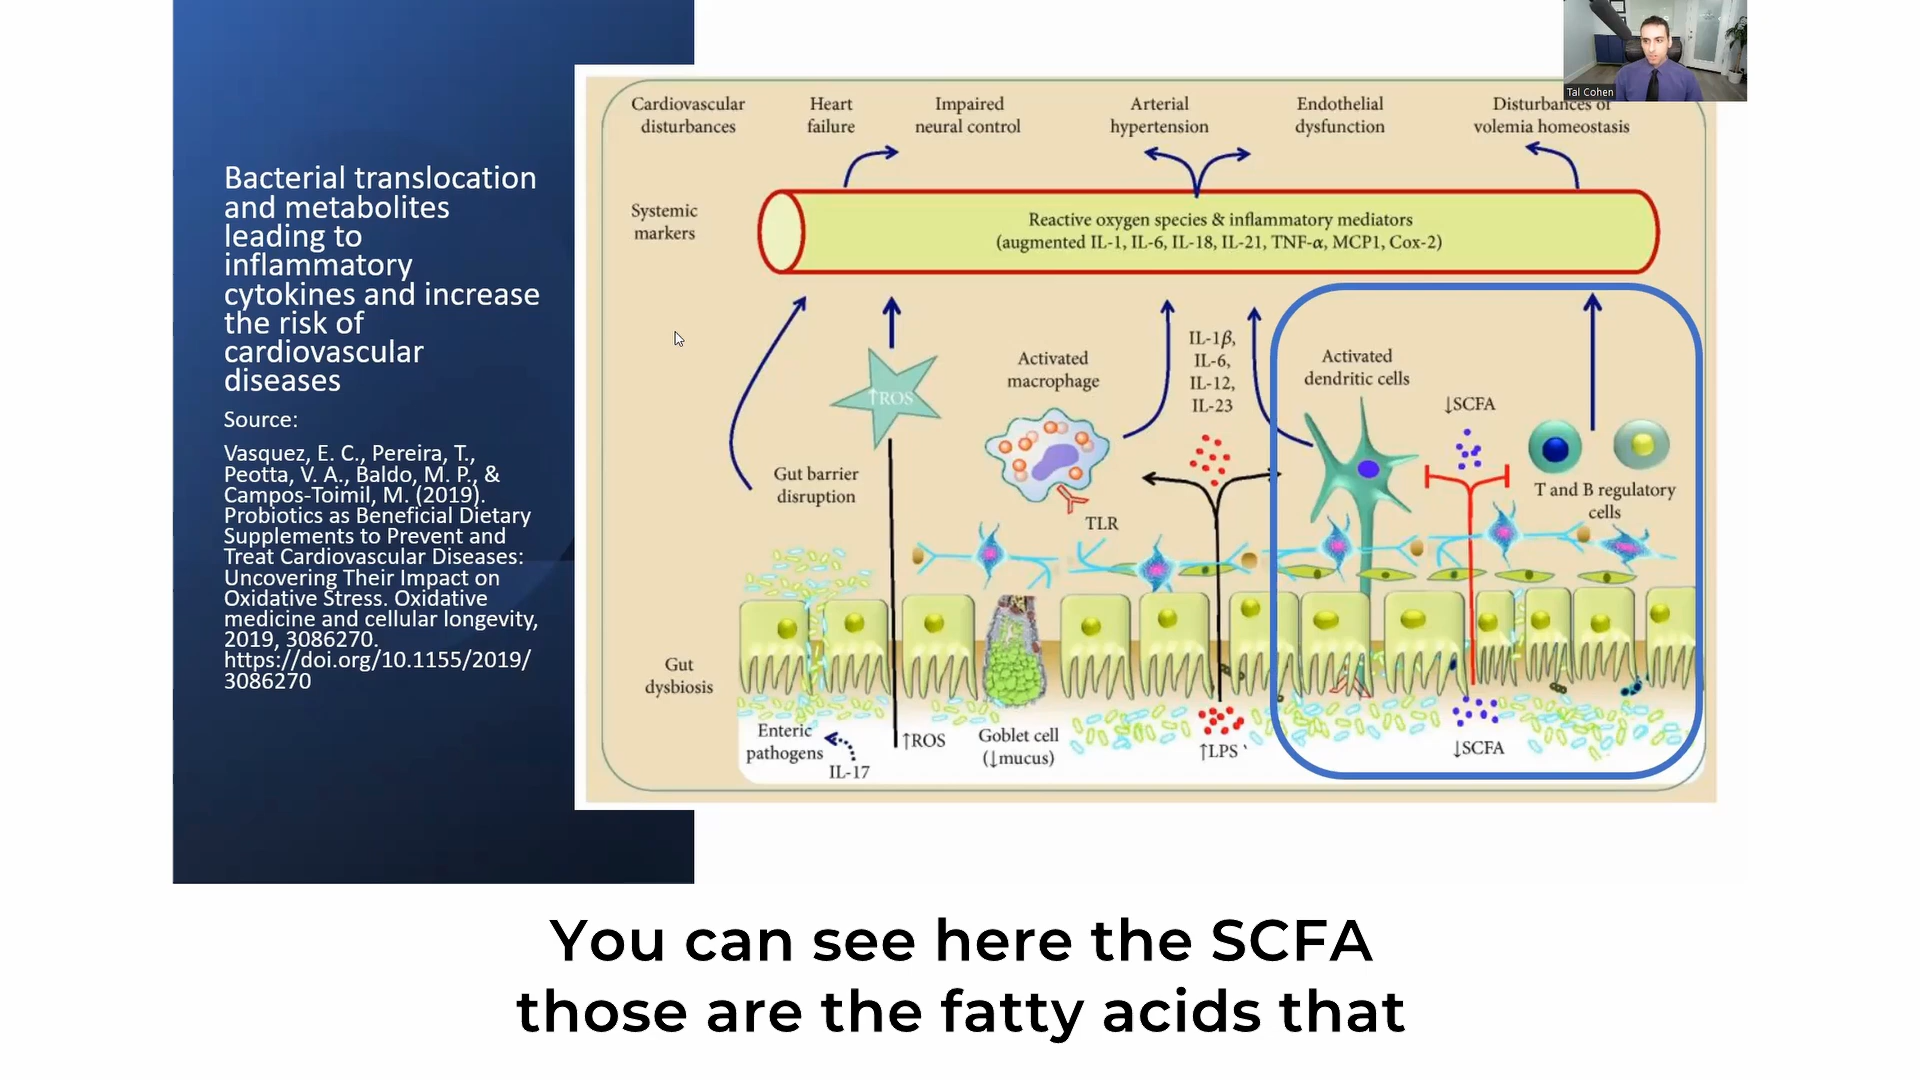 Tal Cohen
Bacterial translocation
and metabolites
leading to
inflammatory
cytokines and increase
the risk of
cardiovascular
diseases
Source:
Vasquez, E. C., Pereira, T.,
Peotta, V. A., Baldo, M. P., &
Campos-Toimil, M. (2019).
Probiotics as Beneficial Dietary
Supplements to Prevent and
Treat Cardiovascular Diseases:
Uncovering Their Impact on
Oxidative Stress. Oxidative
medicine and cellular longevity,
2019, 3086270.
https://doi.org/10.1155/2019/
3086270
Cardiovascular
disturbances
Heart
failure
Impaired
neural control
Arterial
hypertension
Endothelial
dysfunction
Disturbances of
volemia homeostasis
Systemic
markers
Reactive oxygen species & inflammatory mediators
(augmented IL-1, IL-6, IL-18, IL-21, TNF-α, MCP1, Cox-2)
↑ROS
Gut barrier
disruption
Activated
macrophage
TLR
IL-1β,
IL-6,
IL-12,
IL-23
Activated
dendritic cells
↓SCFA
T and B regulatory
cells
Gut
dysbiosis
Enteric
pathogens
IL-17
↑ROS
Goblet cell
(↓mucus)
↑LPS
↓SCFA
You can see here the SCFA
those are the fatty acids that